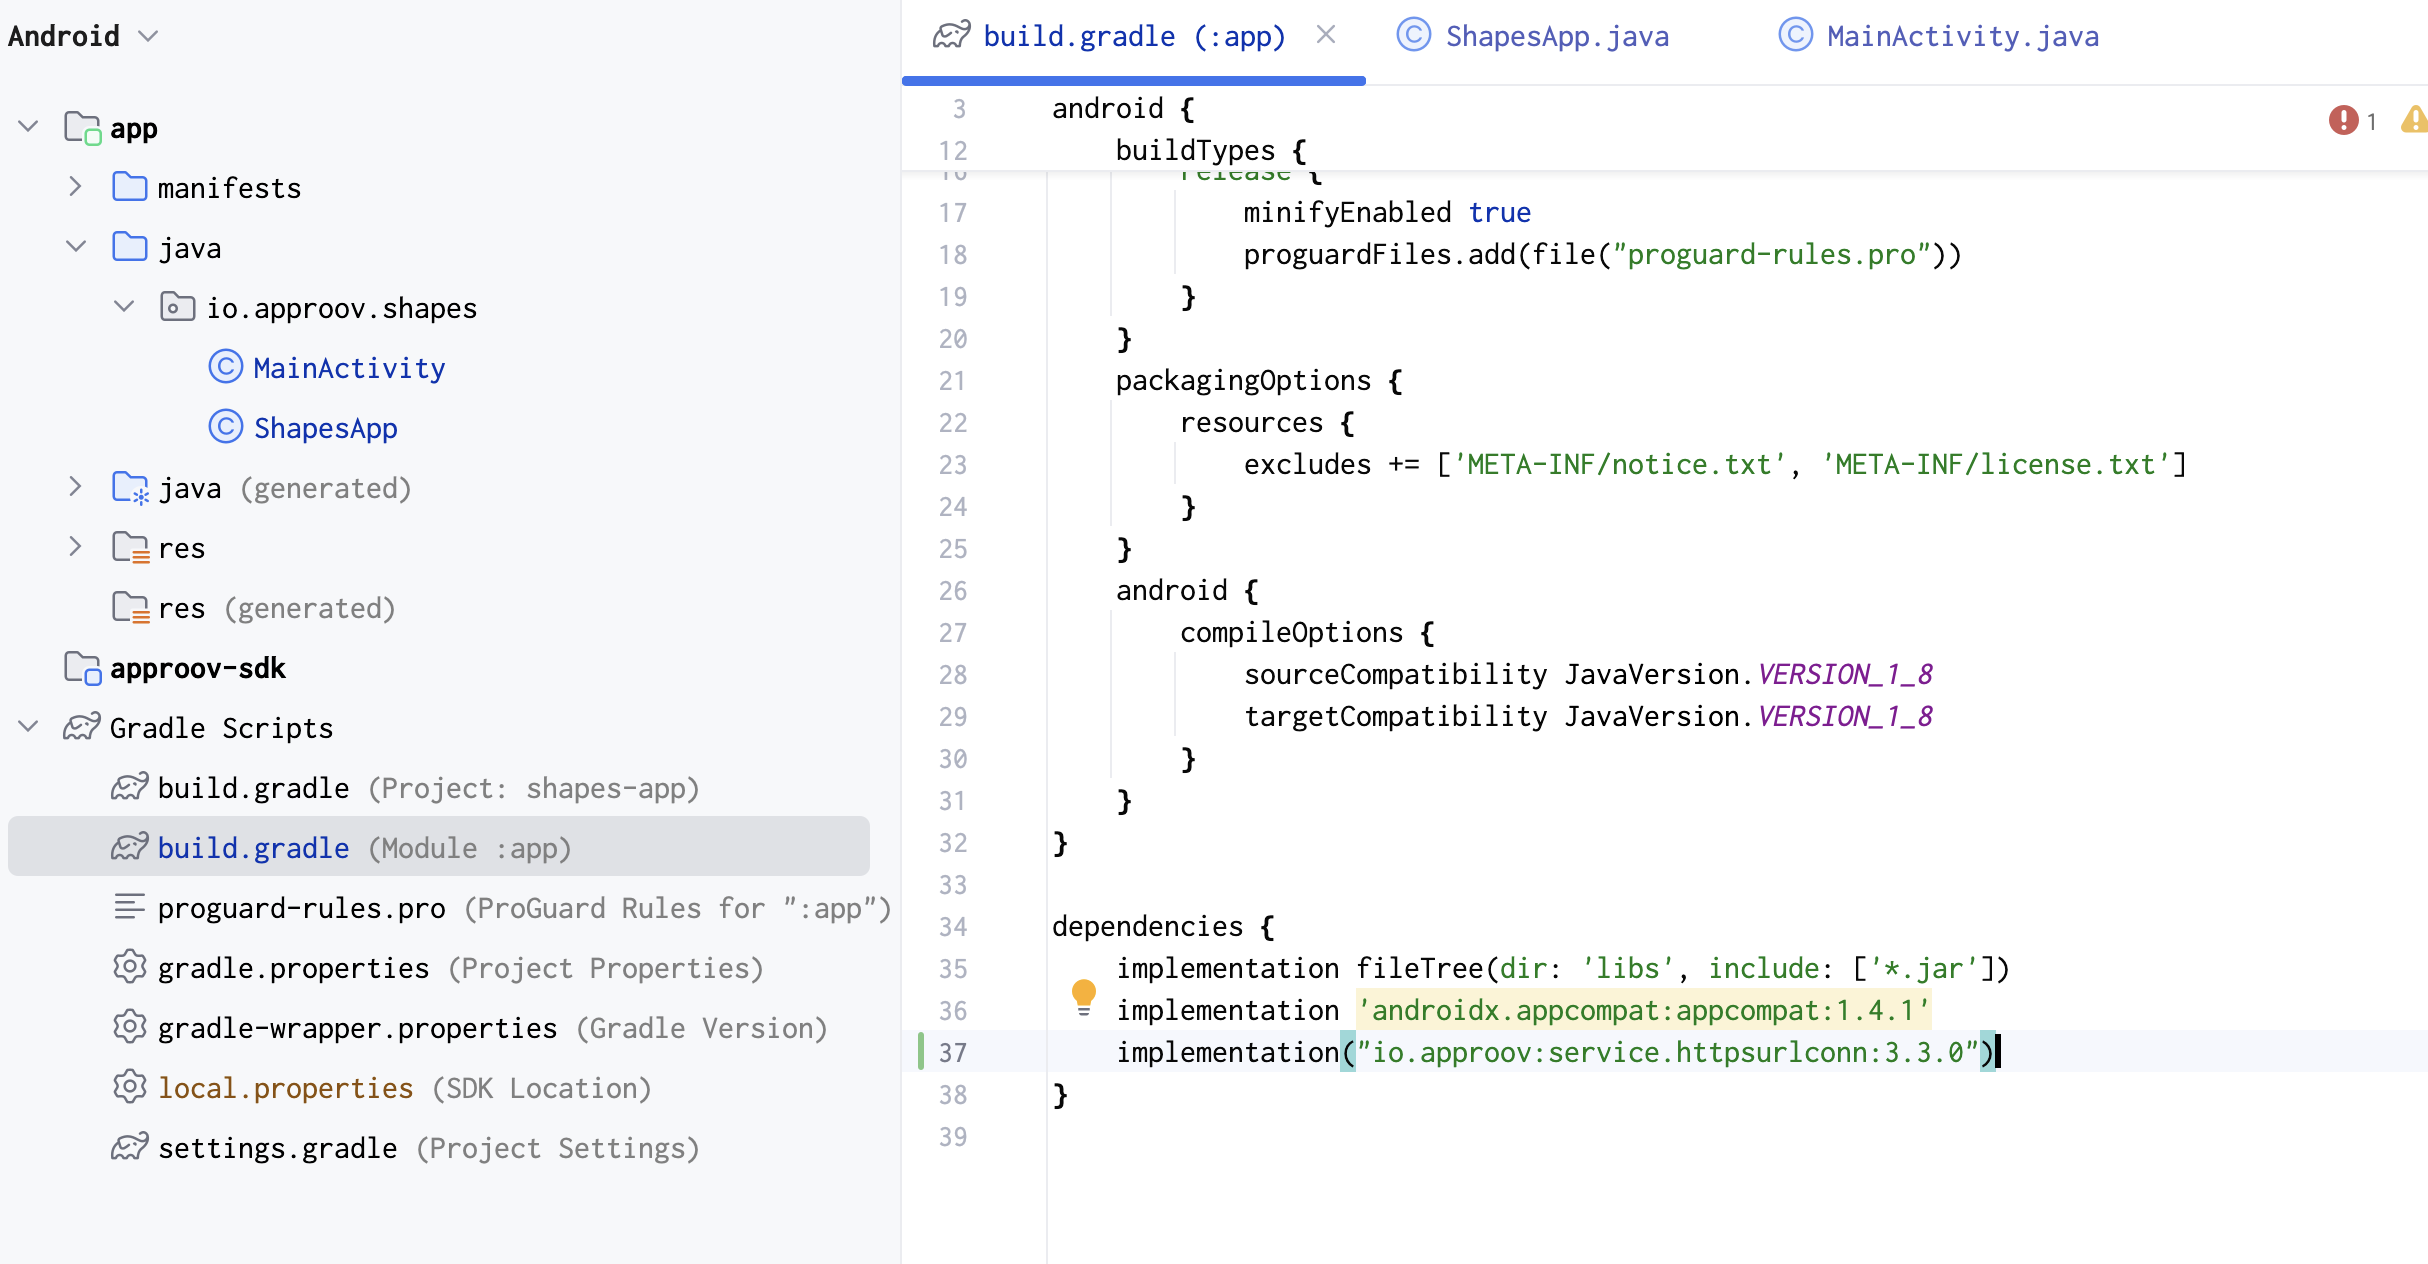 Android
app
manifests
java
io.approov.shapes
MainActivity
ShapesApp
java (generated)
res
res (generated)
approov-sdk
Gradle Scripts
build.gradle (Project: shapes-app)
build.gradle (Module :app)
proguard-rules.pro (ProGuard Rules for ":app")
gradle.properties (Project Properties)
gradle-wrapper.properties (Gradle Version)
local.properties (SDK Location)
settings.gradle (Project Settings)
build.gradle (:app) ShapesApp.java MainActivity.java
3 android {
1
12 buildTypes {
16 release {
17 minifyEnabled true
18 proguardFiles.add(file("proguard-rules.pro"))
19 }
20 }
21 packagingOptions {
22 resources {
23 excludes += ['META-INF/notice.txt', 'META-INF/license.txt']
24 }
25 }
26 android {
27 compileOptions {
28 sourceCompatibility JavaVersion.VERSION_1_8
29 targetCompatibility JavaVersion.VERSION_1_8
30 }
31 }
32 }
33
34 dependencies {
35 implementation fileTree(dir: 'libs', include: ['*.jar'])
36 implementation 'androidx.appcompat:appcompat:1.4.1'
37 implementation("io.approov:service.httpsurlconn:3.3.0")
38 }
39